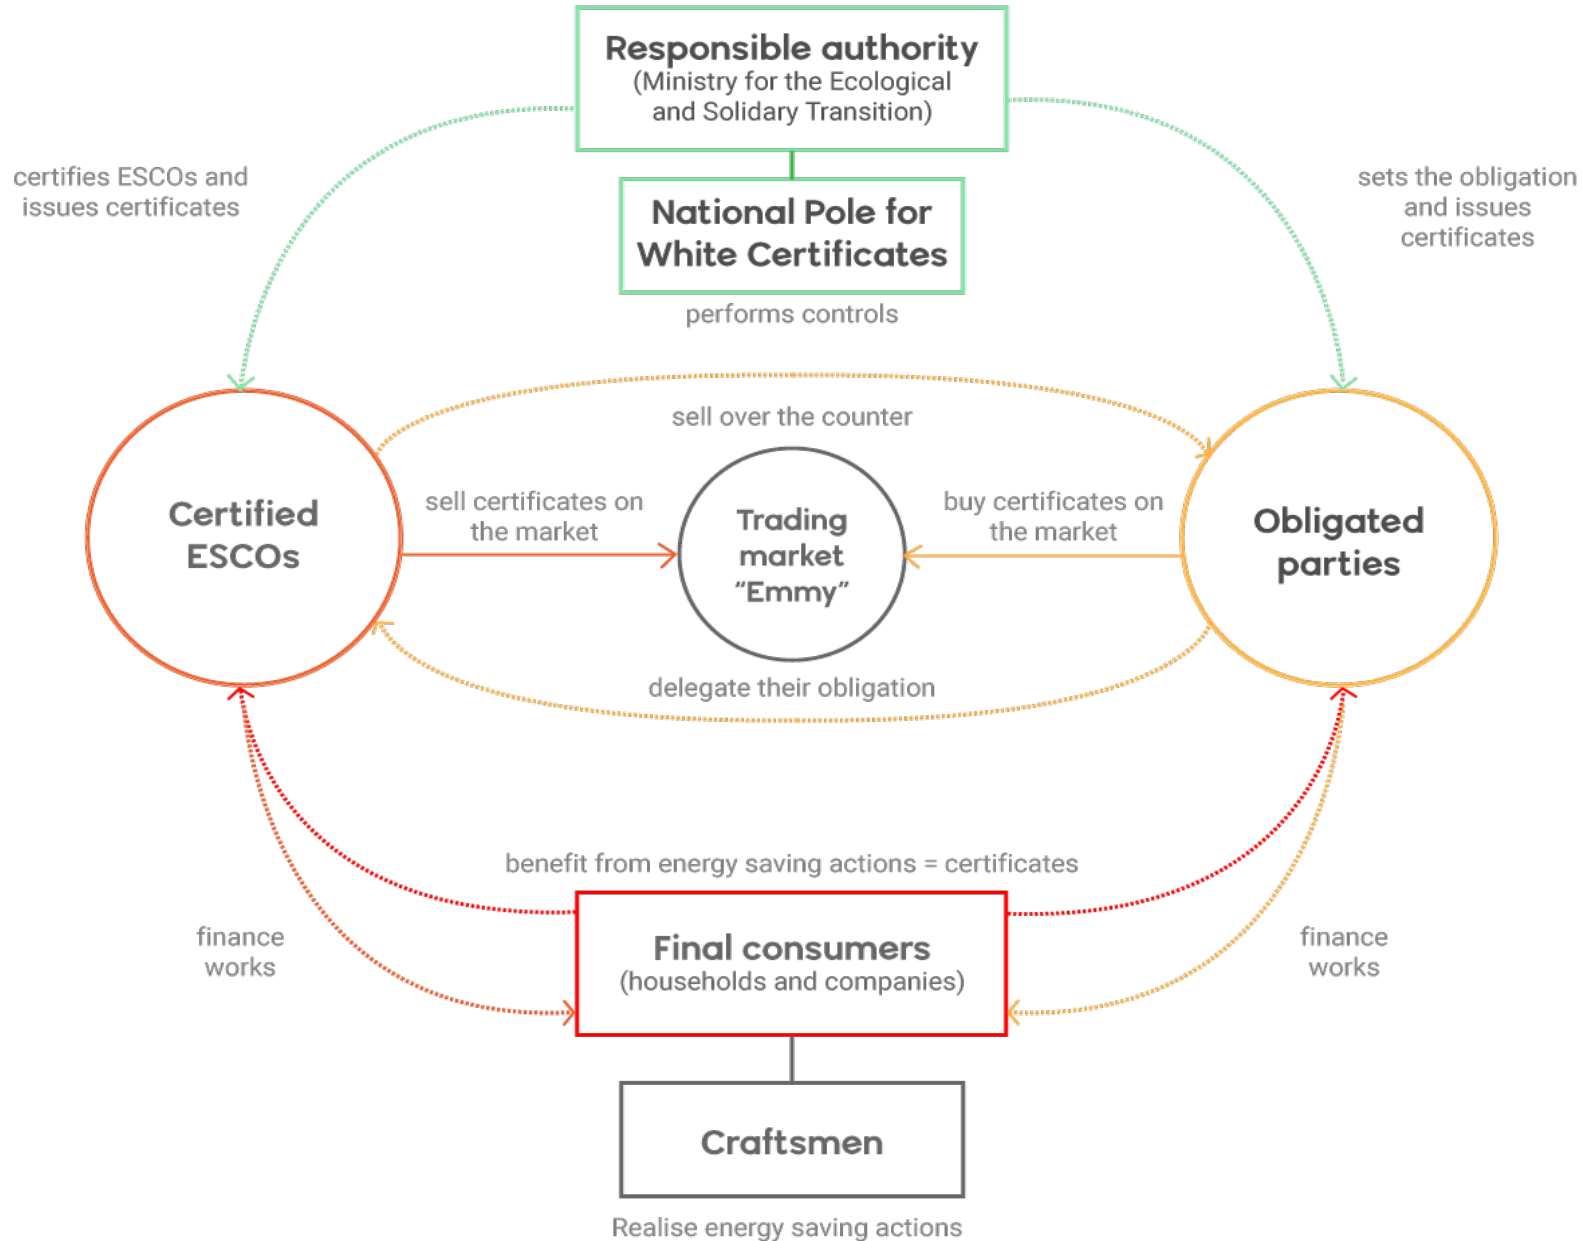 Responsible authority
(Ministry for the Ecological
and Solidary Transition)
certifies ESCOs and
issues certificates
sets the obligation
and issues
certificates
National Pole for
White Certificates
performs controls
sell over the counter
Certified
ESCOs
sell certificates on
the market
Trading
market
“Emmy”
buy certificates on
the market
Obligated
parties
delegate their obligation
benefit from energy saving actions = certificates
finance
works
Final consumers
(households and companies)
finance
works
Craftsmen
Realise energy saving actions